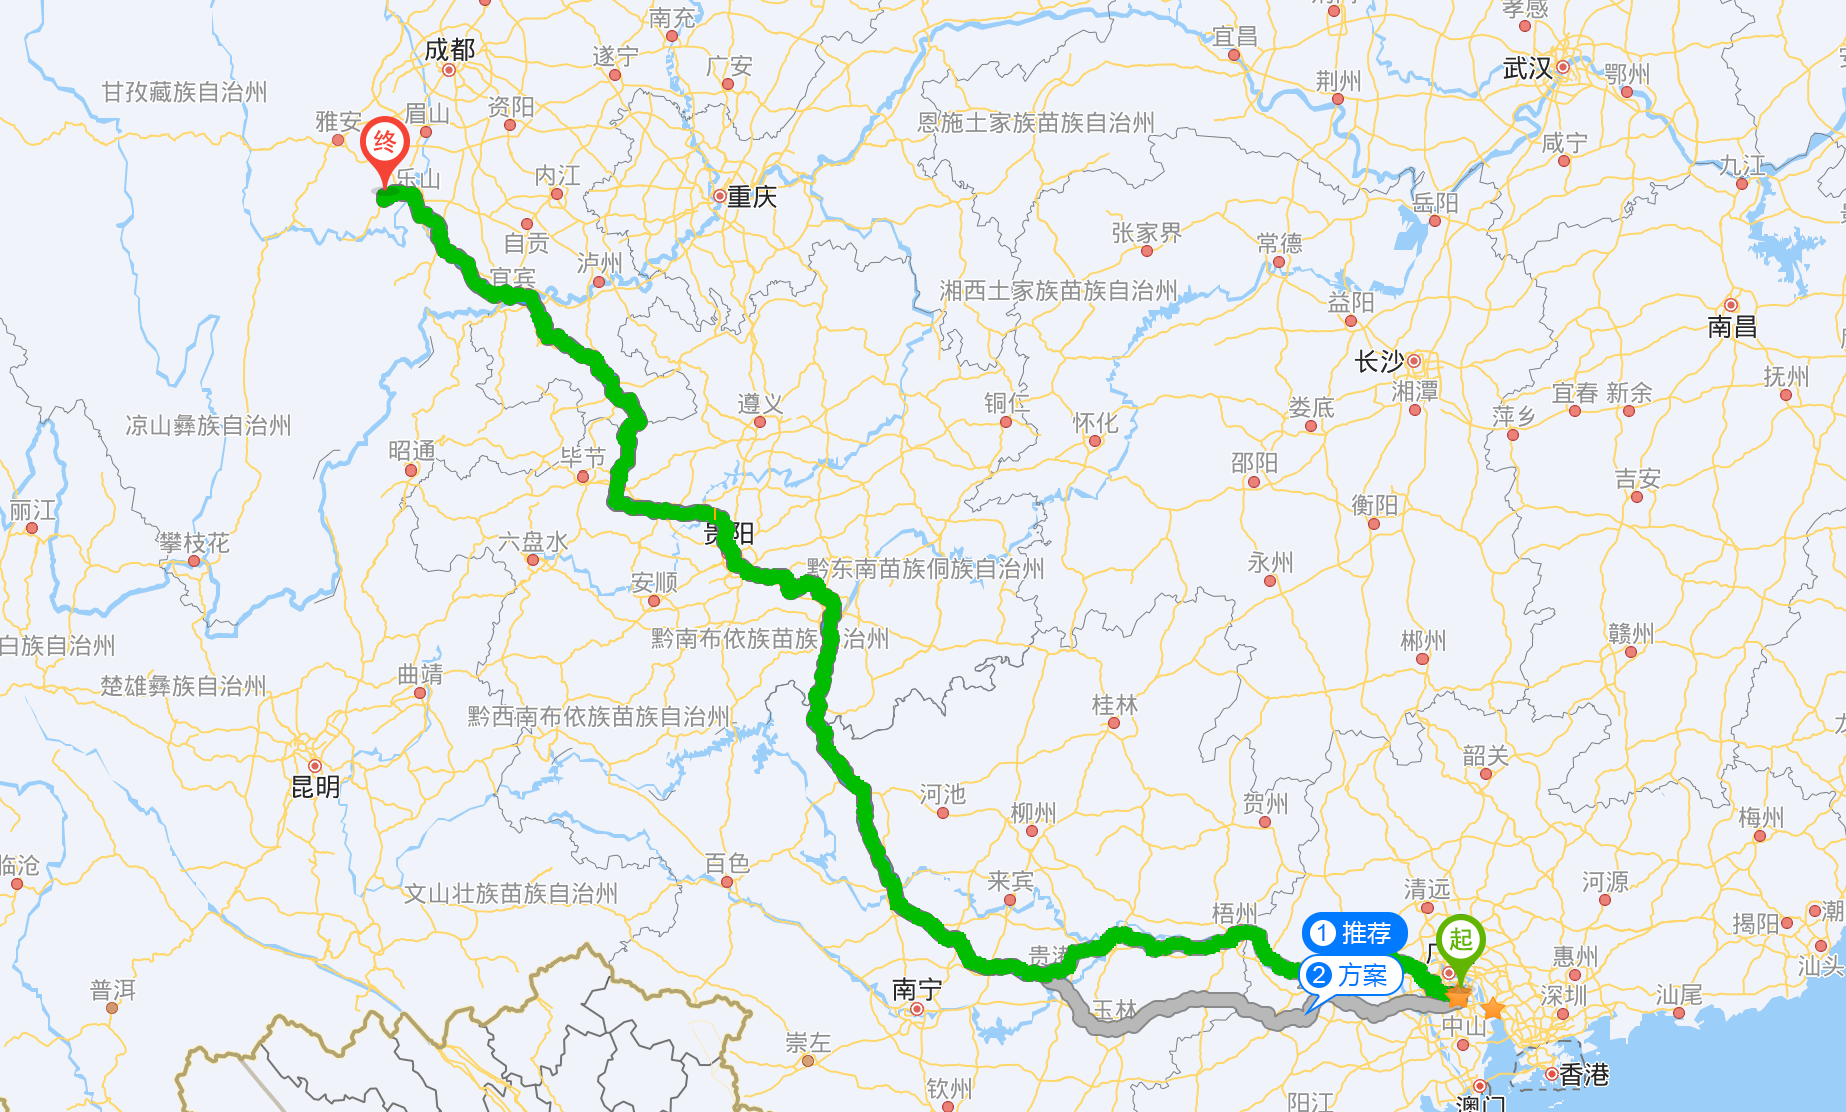 南充
孝感
宜昌
成都
遂宁
广安
武汉
鄂州
甘孜藏族自治州
荆州
资阳
眉山
雅安
恩施土家族苗族自治州
咸宁
终
九江
内江
乐山
重庆
岳阳
张家界
自贡
常德
泸州
宜宾
湘西土家族苗族自治州
益阳
南昌
长沙
抚州
湘潭
宜春
新余
遵义
铜仁
娄底
萍乡
怀化
凉山彝族自治州
昭通
毕节
邵阳
吉安
衡阳
丽江
贵阳
六盘水
攀枝花
永州
黔东南苗族侗族自治州
安顺
赣州
郴州
黔南布依族苗族 治州
白族自治州
曲靖
楚雄彝族自治州
桂林
黔西南布依族苗族自治州
韶关
昆明
河池
贺州
柳州
梅州
百色
临沧
来宾
清远
河源
文山壮族苗族自治州
梧州
揭阳
潮
1 推荐
起
广
贵港
惠州
汕头
2 方案
普洱
南宁
深圳
汕尾
玉林
中山
崇左
香港
钦州
阳江
澳门